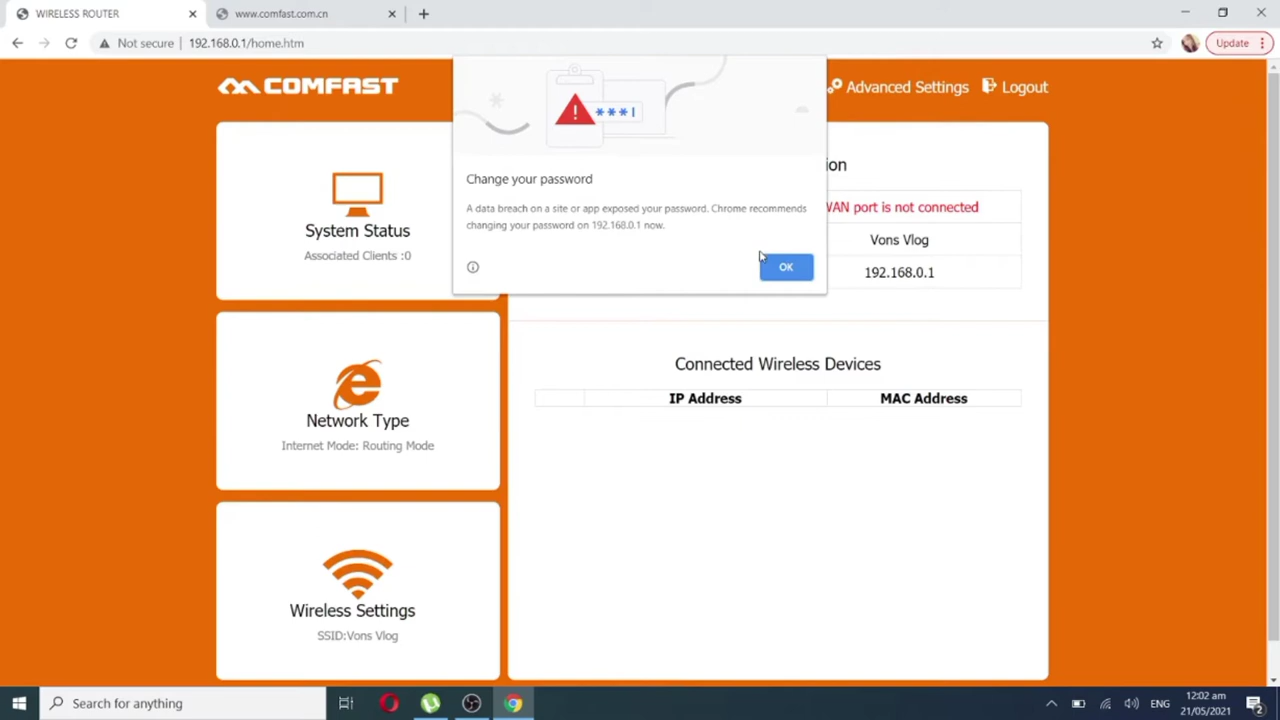 WIRELESS ROUTER
www.comfast.com.cn
Not secure
192.168.0.1/home.htm
Update
COMFAST
Advanced Settings
Logout
***
Change your password
A data breach on a site or app exposed your password. Chrome recommends
changing your password on 192.168.0.1 now.
OK
System Status
Associated Clients :0
ion
WAN port is not connected
Vons Vlog
192.168.0.1
Network Type
Internet Mode: Routing Mode
Connected Wireless Devices
IP Address
MAC Address
Wireless Settings
SSID:Vons Vlog
Search for anything
ENG
12:02 am
21/05/2021
2